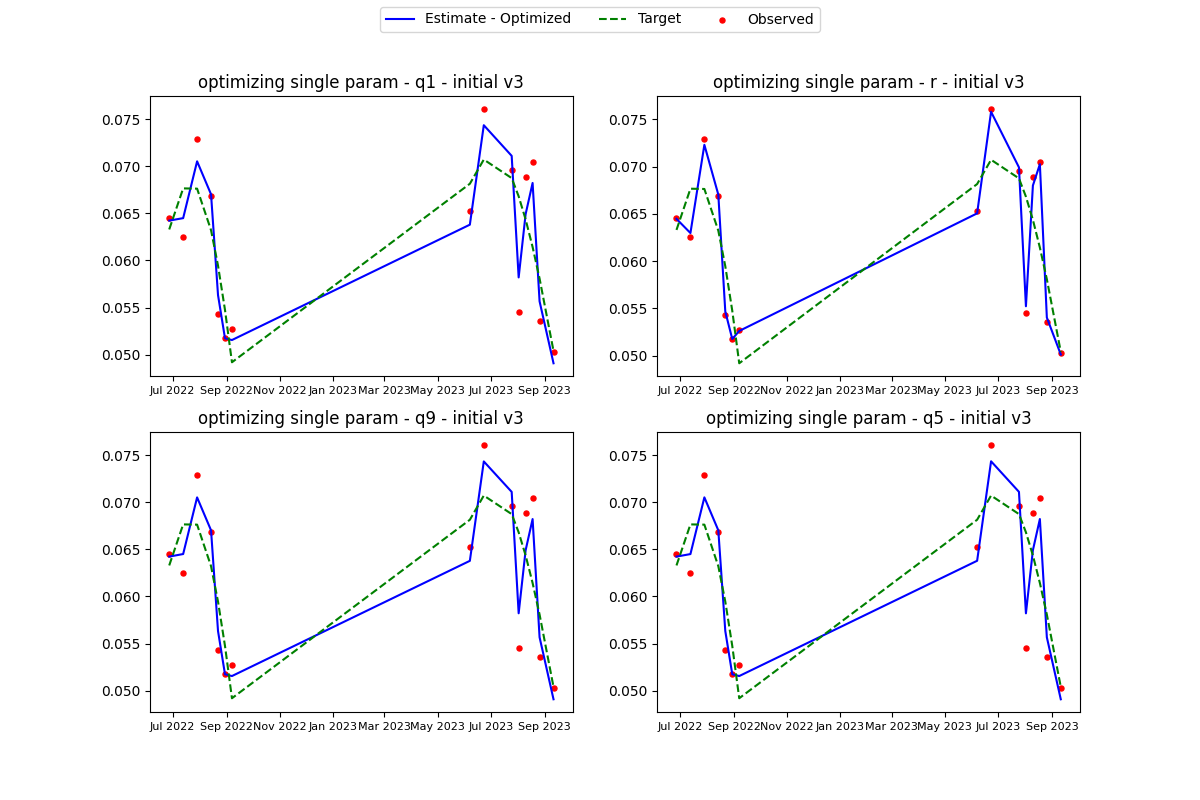 Estimate - Optimized Target Observed
optimizing single param - q1 - initial v3
0.075
0.070
0.065
0.060
0.055
0.050
Jul 2022 Sep 2022 Nov 2022 Jan 2023 Mar 2023 May 2023 Jul 2023 Sep 2023
optimizing single param - r - initial v3
0.075
0.070
0.065
0.060
0.055
0.050
Jul 2022 Sep 2022 Nov 2022 Jan 2023 Mar 2023 May 2023 Jul 2023 Sep 2023
optimizing single param - q9 - initial v3
0.075
0.070
0.065
0.060
0.055
0.050
Jul 2022 Sep 2022 Nov 2022 Jan 2023 Mar 2023 May 2023 Jul 2023 Sep 2023
optimizing single param - q5 - initial v3
0.075
0.070
0.065
0.060
0.055
0.050
Jul 2022 Sep 2022 Nov 2022 Jan 2023 Mar 2023 May 2023 Jul 2023 Sep 2023